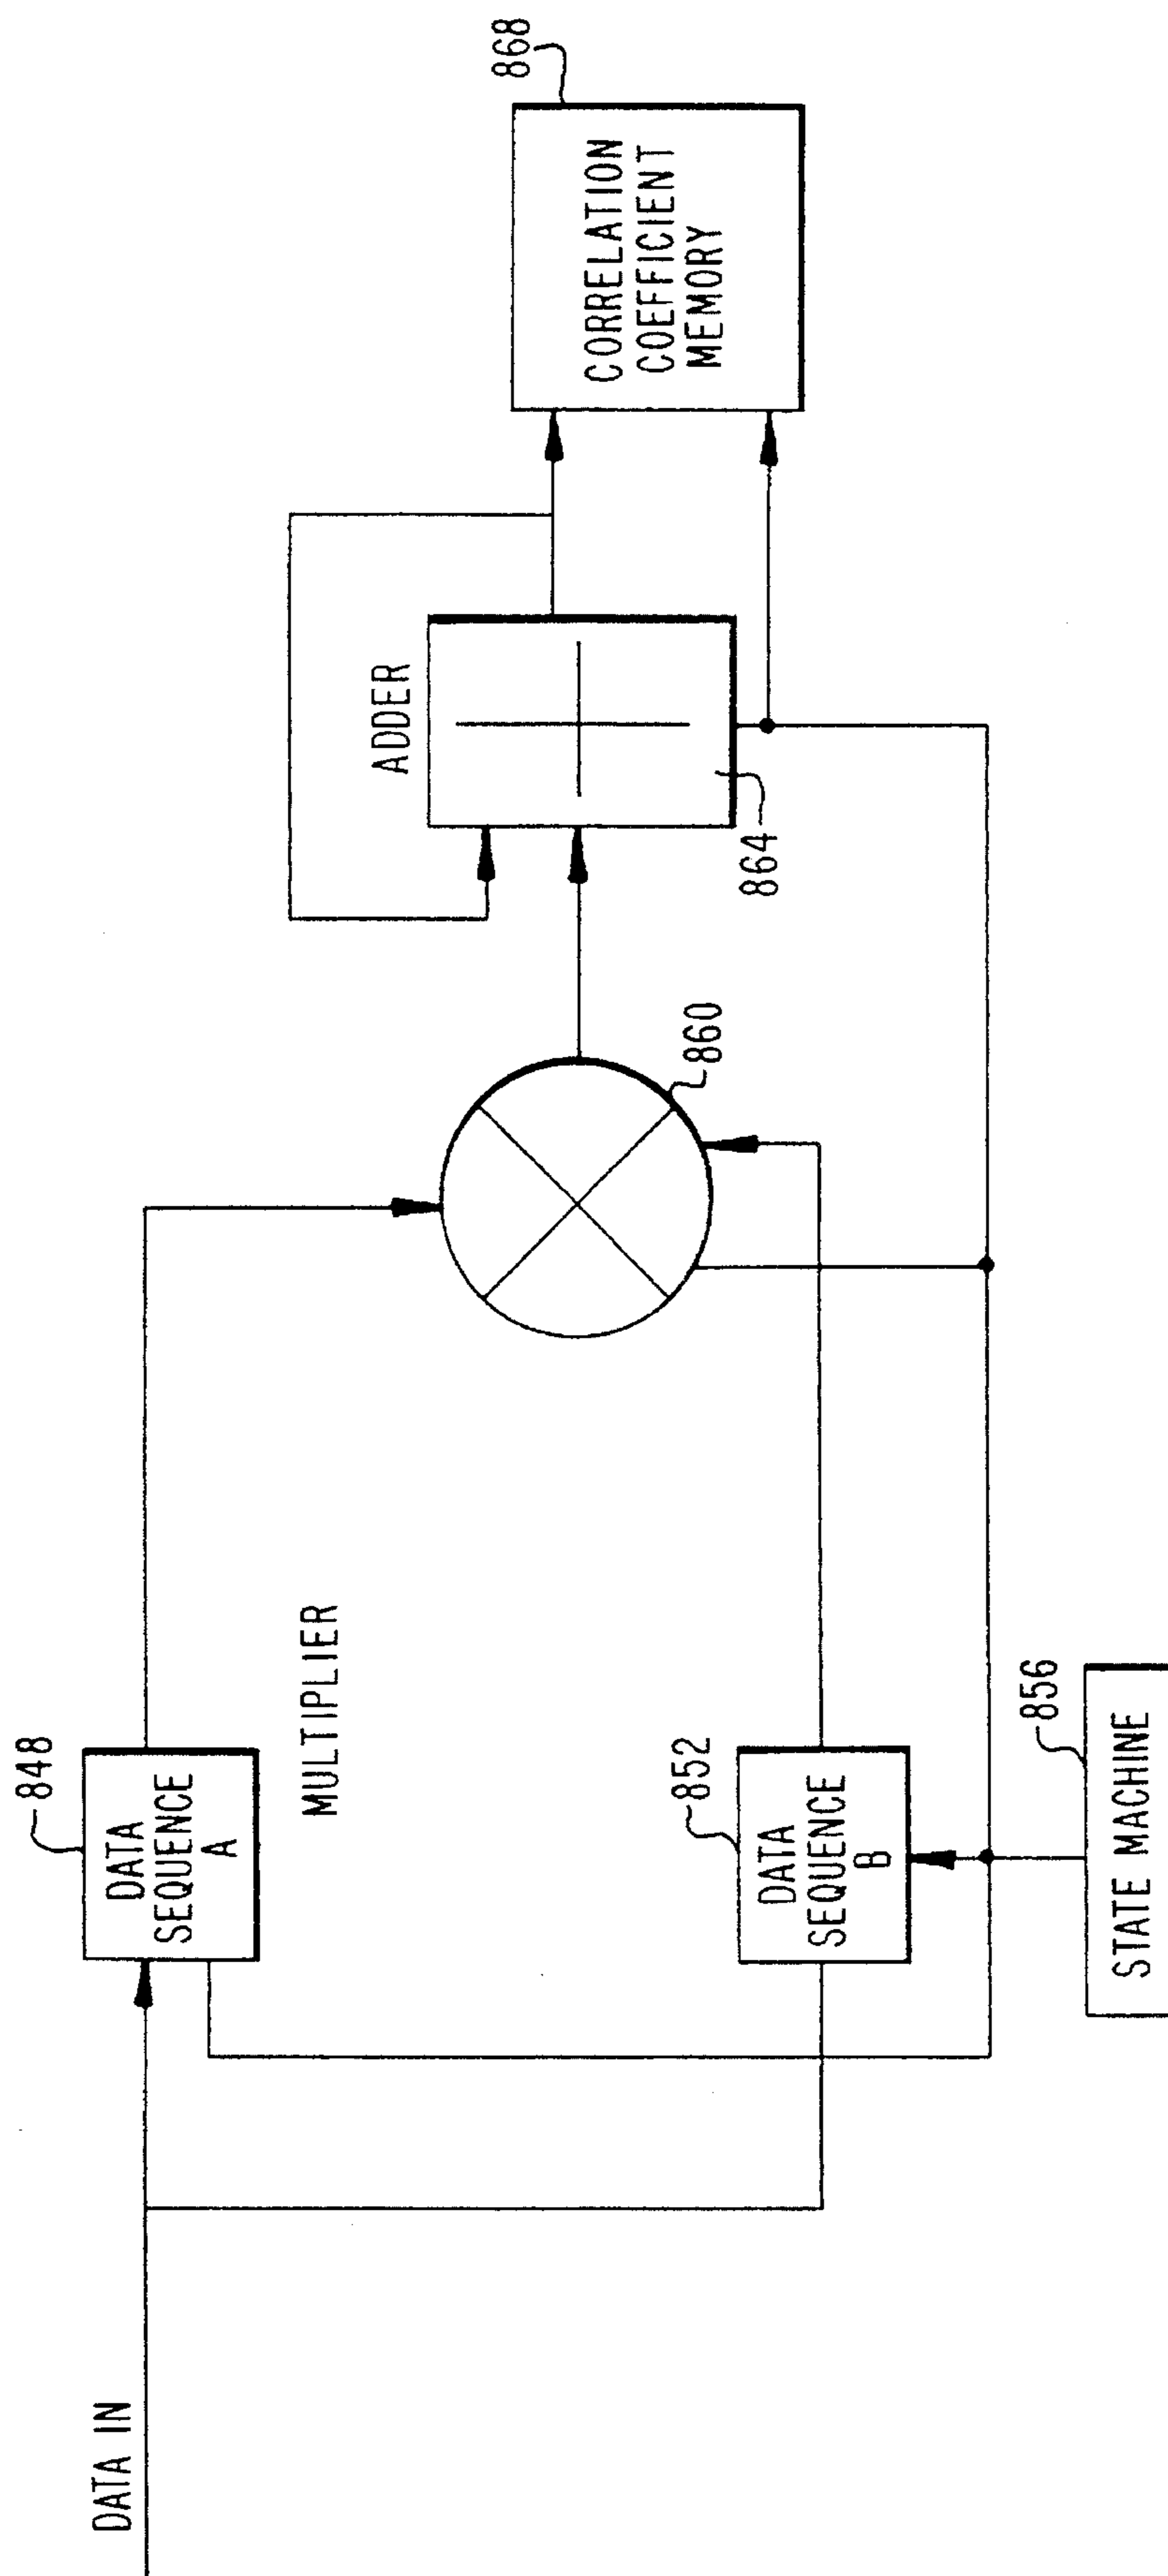 DATA IN
848
DATA
SEQUENCE
A
MULTIPLIER
852
DATA
SEQUENCE
B
856
STATE MACHINE
860
ADDER
864
868
CORRELATION
COEFFICIENT
MEMORY